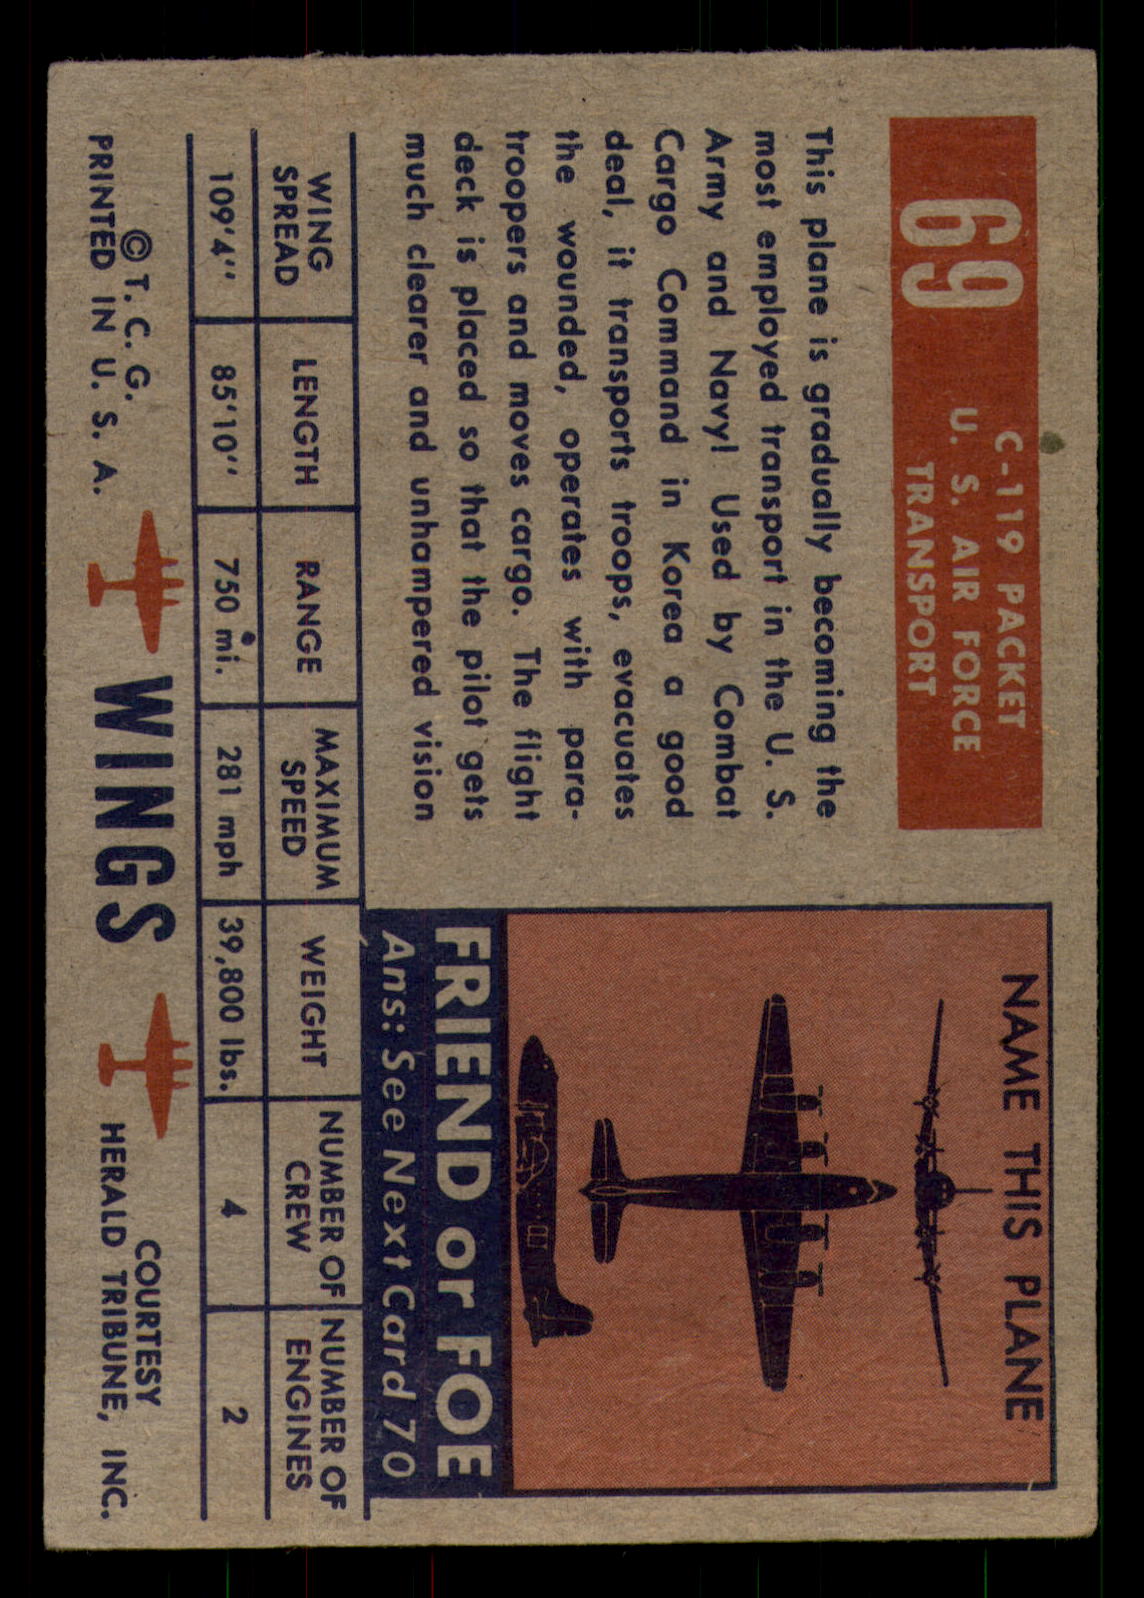 69
C-119 PACKET
U. S. AIR FORCE
TRANSPORT
This plane is gradually becoming the
most employed transport in the U. S.
Army and Navy! Used by Combat
Cargo Command in Korea a good
deal, it transports troops, evacuates
the wounded, operates with para-
troopers and moves cargo. The flight
deck is placed so that the pilot gets
much clearer and unhampered vision
NAME THIS PLANE
FRIEND or FOE
Ans: See Next Card 70
WING SPREAD LENGTH RANGE MAXIMUM SPEED WEIGHT NUMBER OF CREW NUMBER OF ENGINES
109'4" 85'10" 750 mi. 281 mph 39,800 lbs. 4 2
© T. C. G.
PRINTED IN U. S. A.
WINGS
COURTESY
HERALD TRIBUNE, INC.